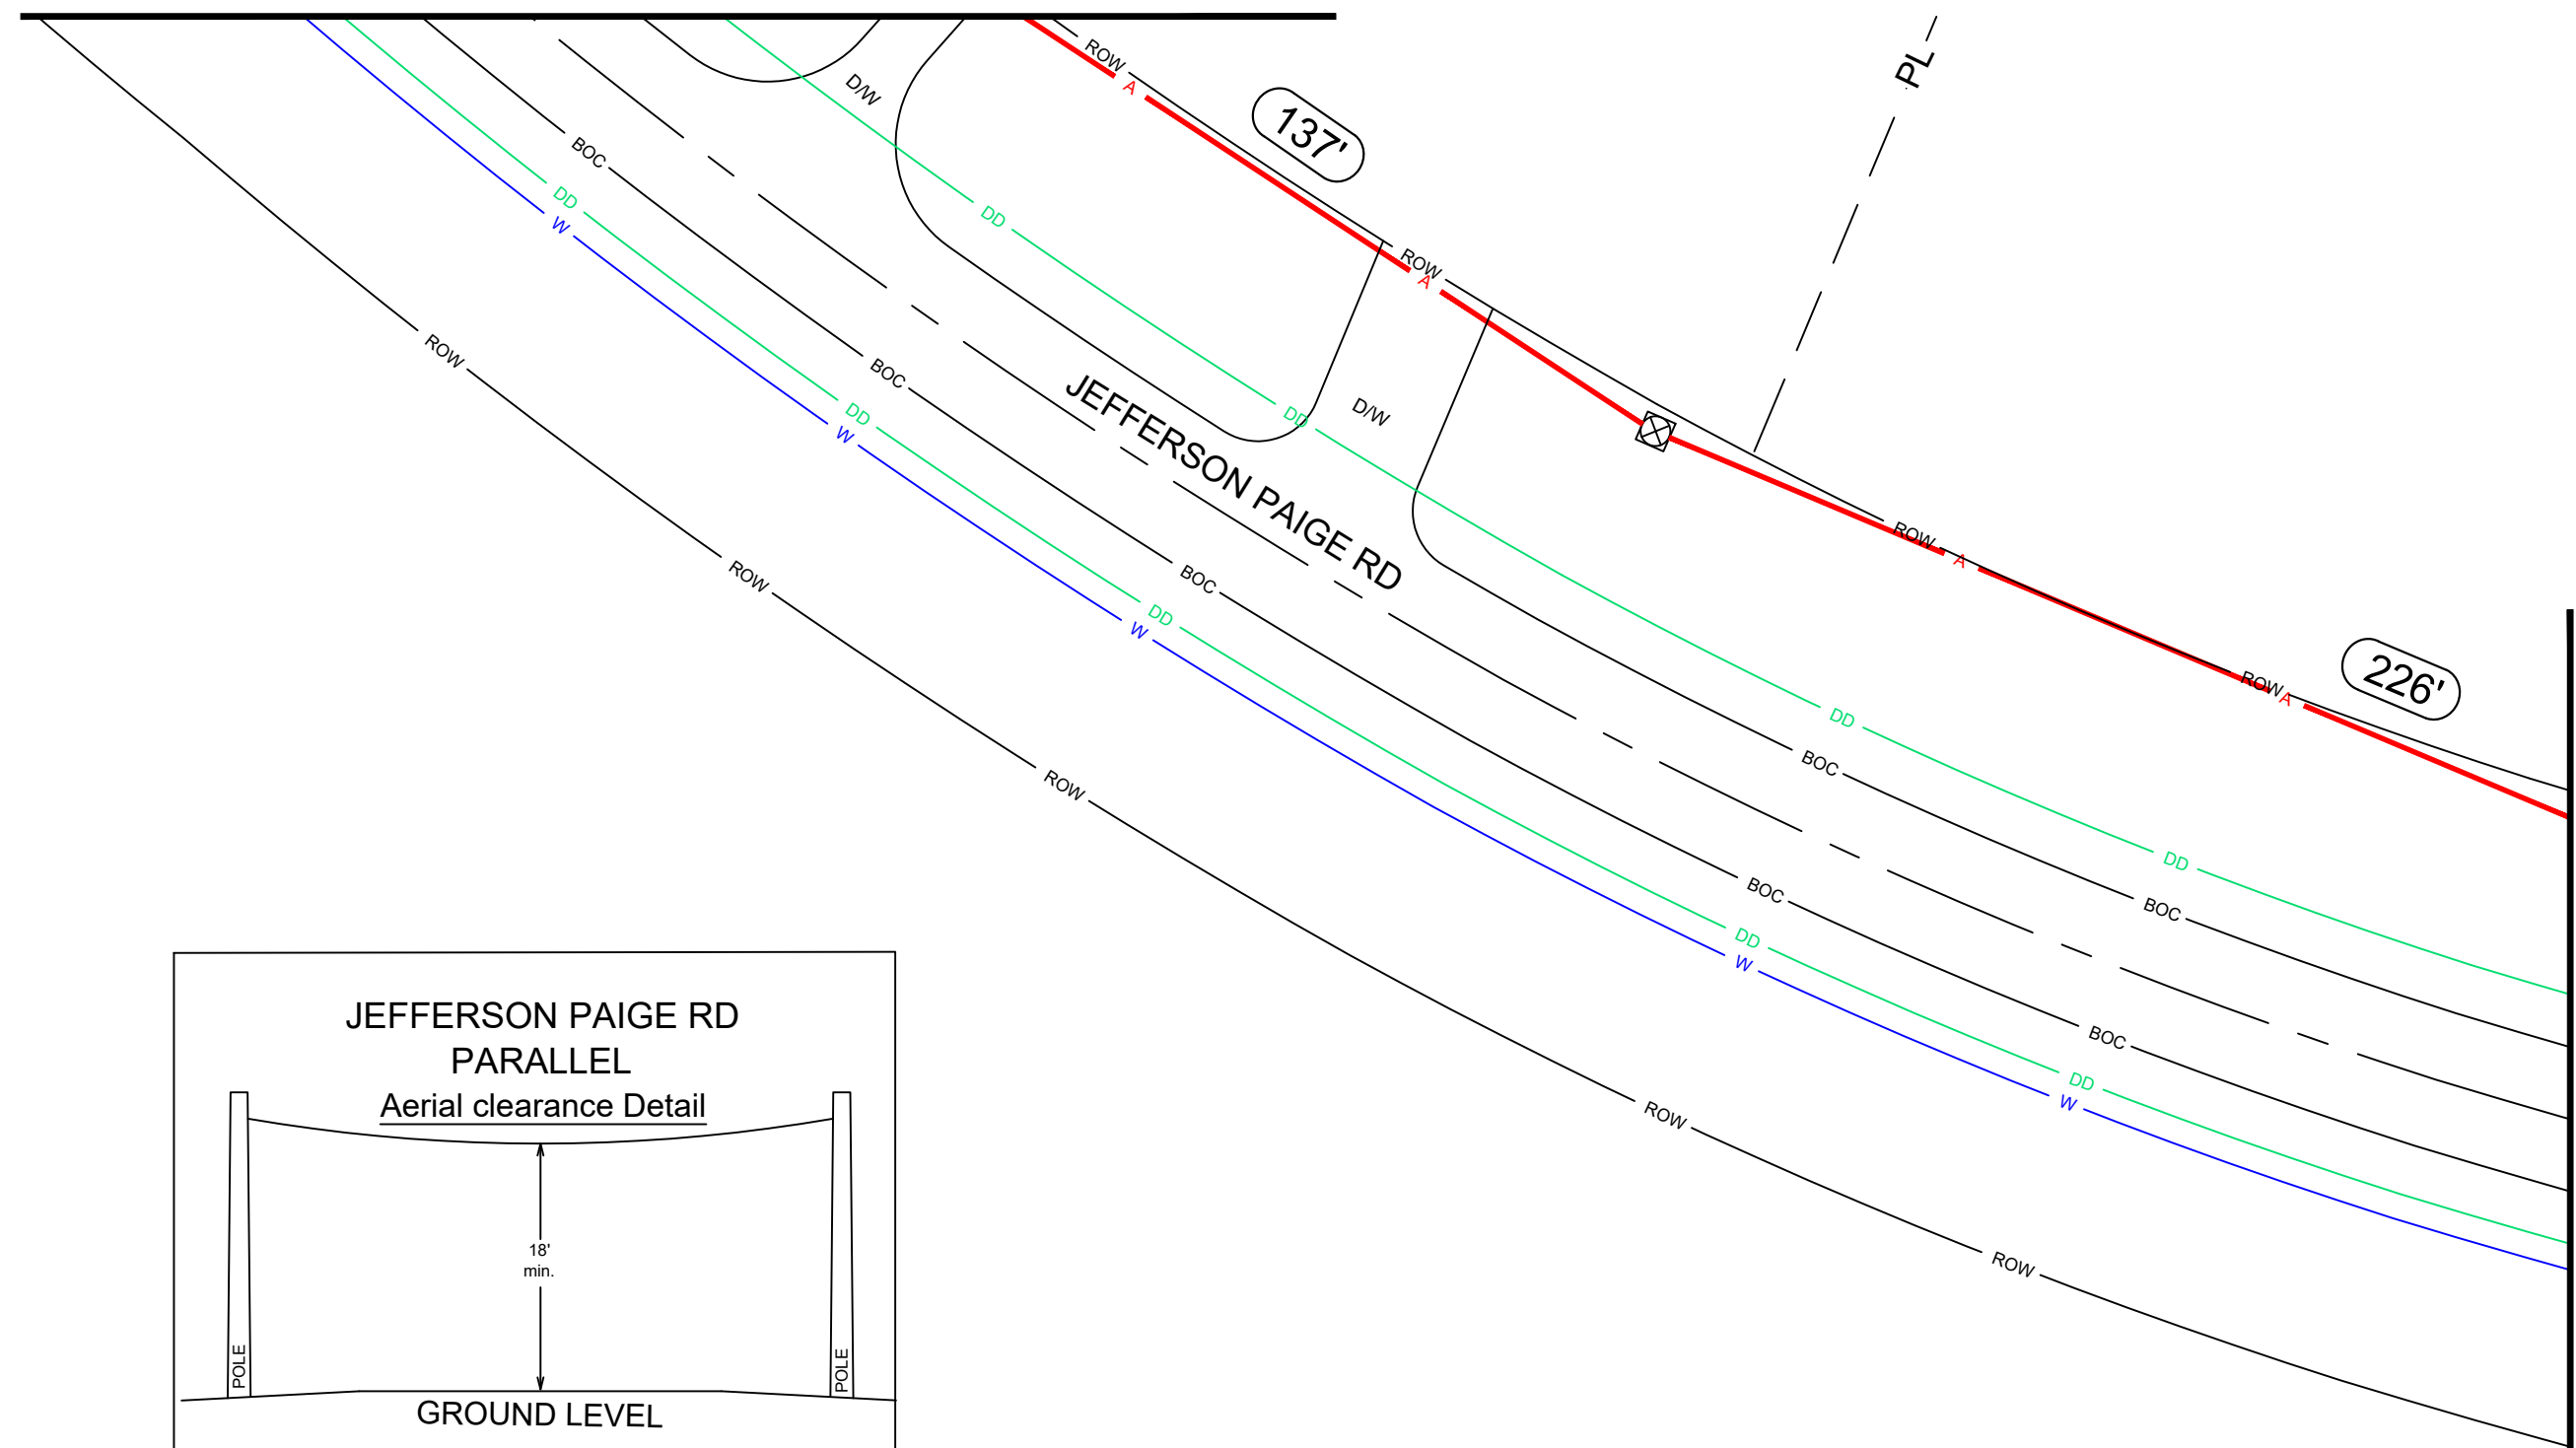 ROW
A
D/W
PL
137'
BOC
DD
W
DD
ROW
A
ROW
BOC
DD
W
JEFFERSON PAIGE RD
D/W
DD
ROW
A
BOC
DD
W
ROW
ROW
A
226'
DD
BOC
ROW
DD
BOC
BOC
DD
W
BOC
DD
W
ROW
ROW
JEFFERSON PAIGE RD
PARALLEL
Aerial clearance Detail
18'
min.
POLE
POLE
GROUND LEVEL